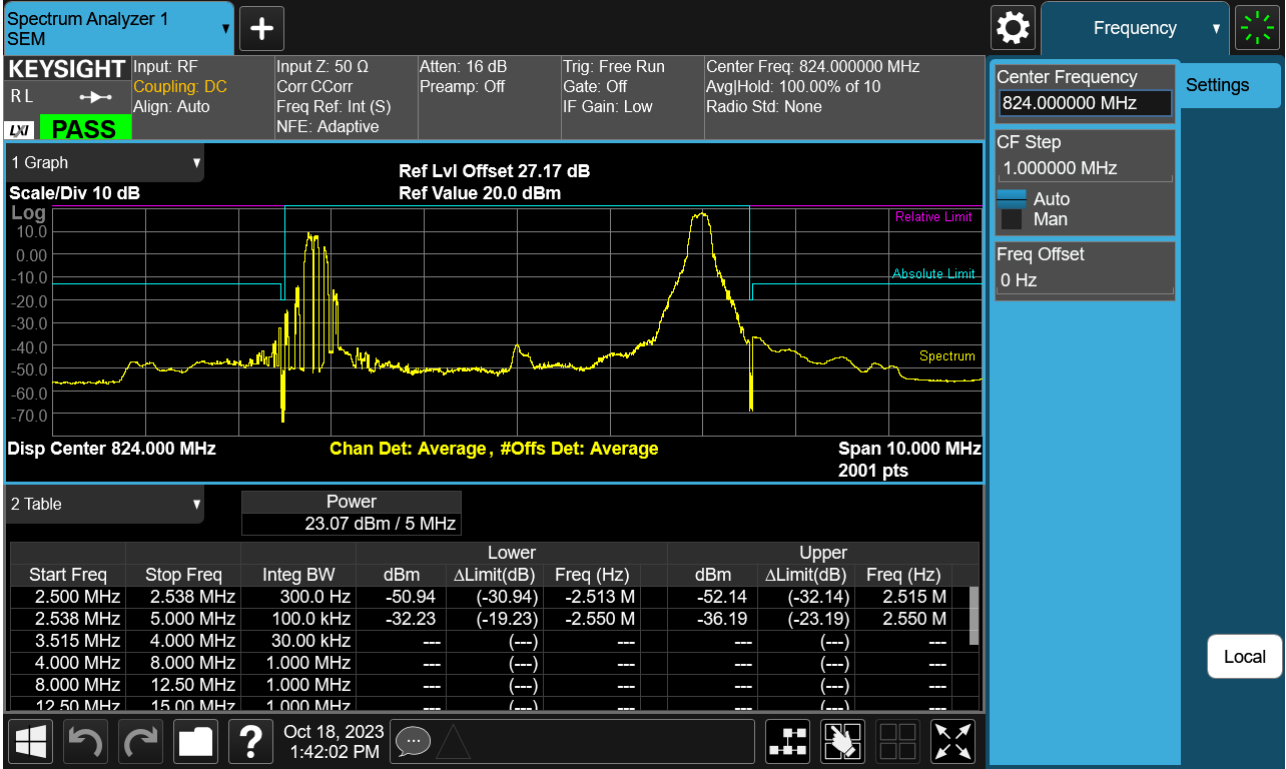 Spectrum Analyzer 1
SEM
Frequency
KEYSIGHT
R L
LXI
PASS
Input: RF
Coupling: DC
Align: Auto
Input Z: 50 Ω
Corr CCorr
Freq Ref: Int (S)
NFE: Adaptive
Atten: 16 dB
Preamp: Off
Trig: Free Run
Gate: Off
IF Gain: Low
Center Freq: 824.000000 MHz
Avg|Hold: 100.00% of 10
Radio Std: None
Center Frequency
824.000000 MHz
Settings
CF Step
1.000000 MHz
Auto
Man
Freq Offset
0 Hz
Local
1 Graph
Scale/Div 10 dB
Ref Lvl Offset 27.17 dB
Ref Value 20.0 dBm
Log
10.0
0.00
-10.0
-20.0
-30.0
-40.0
-50.0
-60.0
-70.0
Relative Limit
Absolute Limit
Spectrum
Disp Center 824.000 MHz
Chan Det: Average , #Offs Det: Average
Span 10.000 MHz
2001 pts
2 Table
Power
23.07 dBm / 5 MHz
Lower Upper
Start Freq Stop Freq Integ BW dBm ΔLimit(dB) Freq (Hz) dBm ΔLimit(dB) Freq (Hz)
2.500 MHz 2.538 MHz 300.0 Hz -50.94 (-30.94) -2.513 M -52.14 (-32.14) 2.515 M
2.538 MHz 5.000 MHz 100.0 kHz -32.23 (-19.23) -2.550 M -36.19 (-23.19) 2.550 M
3.515 MHz 4.000 MHz 30.00 kHz --- (---) --- --- (---) ---
4.000 MHz 8.000 MHz 1.000 MHz --- (---) --- --- (---) ---
8.000 MHz 12.50 MHz 1.000 MHz --- (---) --- --- (---) ---
12.50 MHz 15.00 MHz 1.000 MHz --- (---) --- --- (---) ---
?
Oct 18, 2023
1:42:02 PM